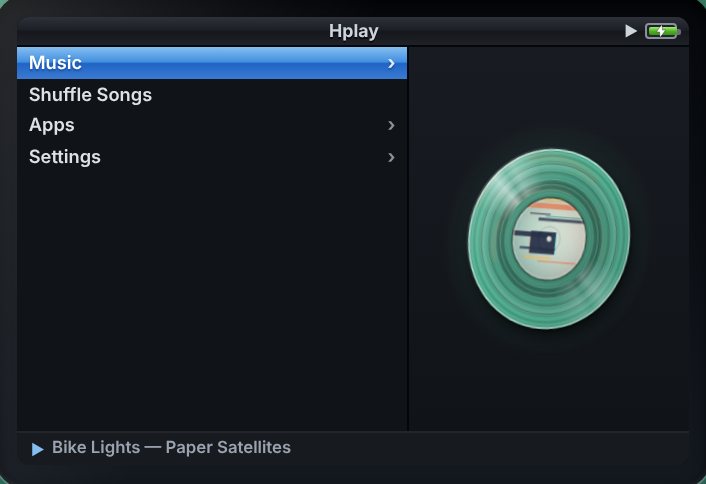 Hplay
Music
Shuffle Songs
Apps
Settings
Bike Lights — Paper Satellites